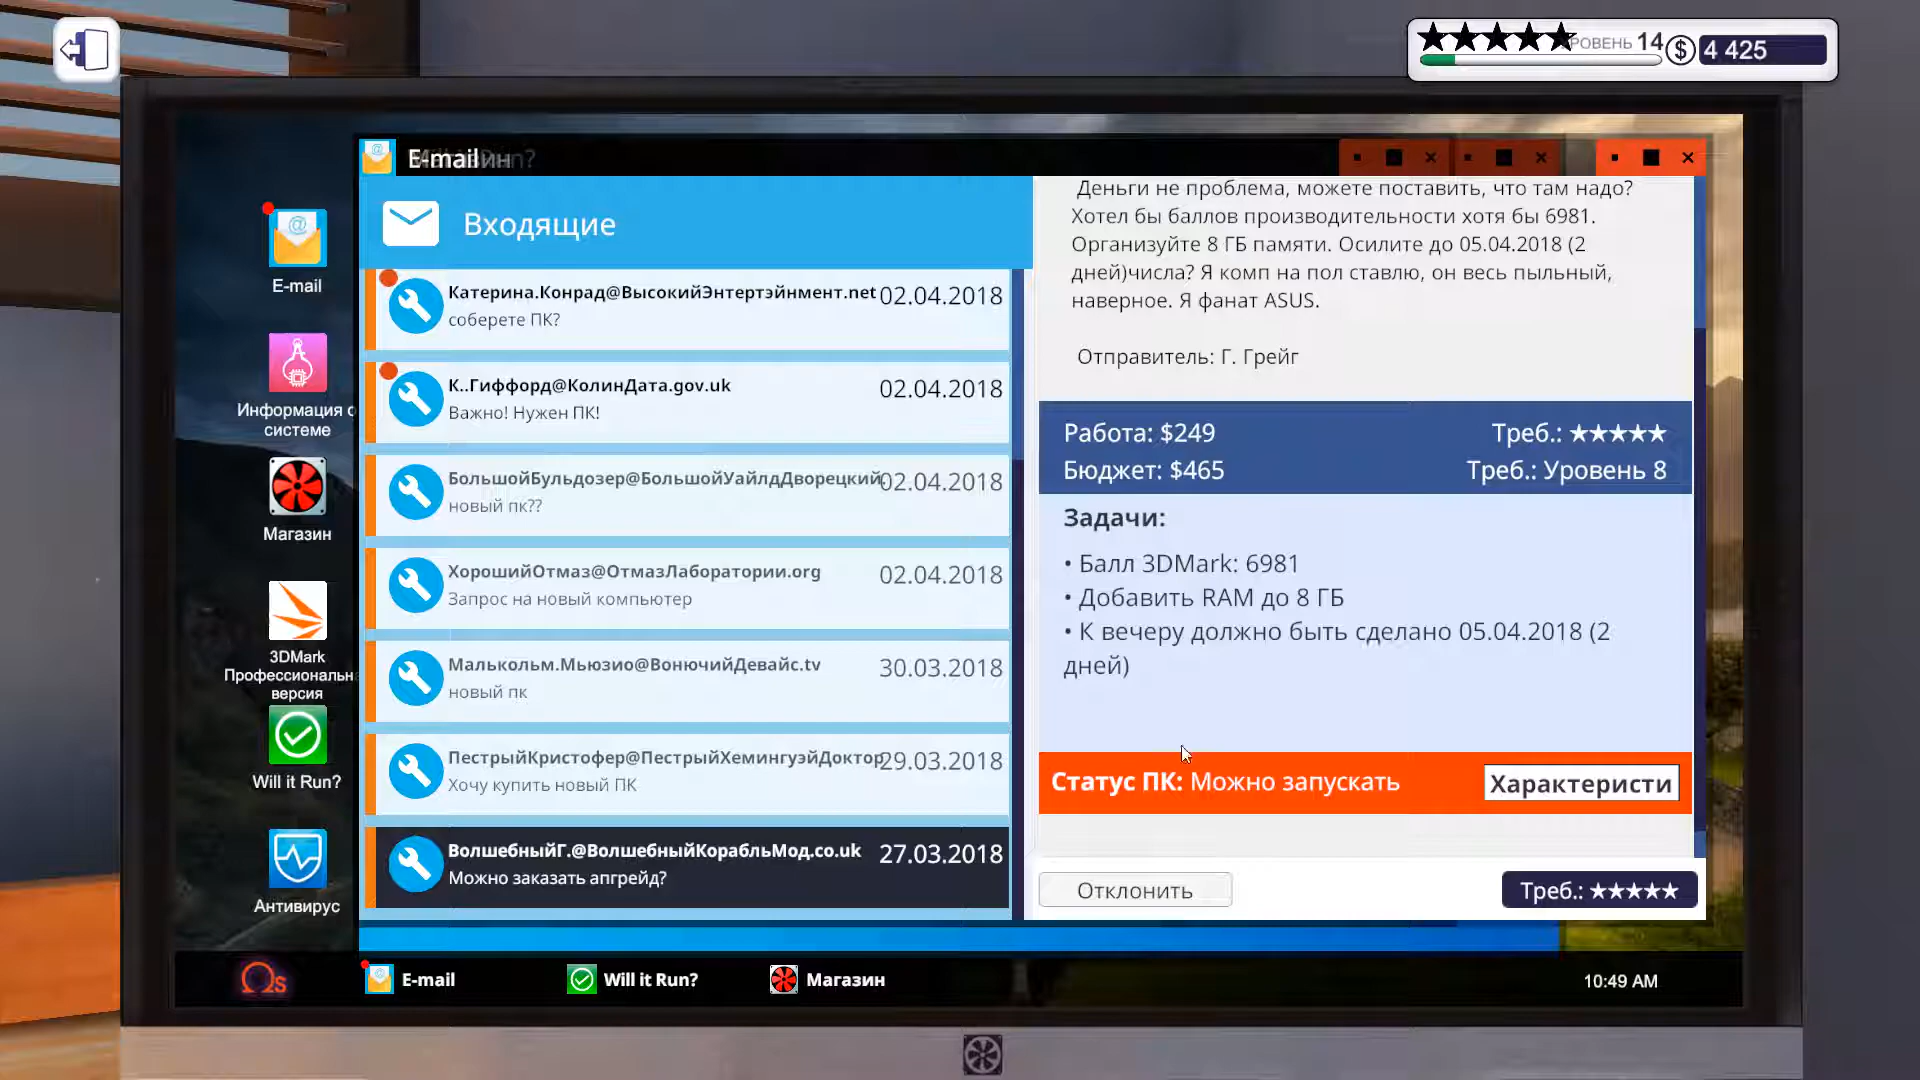 УРОВЕНЬ 14
$ 4 425
E-mail
Входящие
Катерина.Конрад@ВысокийЭнтертэйнмент.net 02.04.2018
соберете ПК?
К..Гиффорд@КолинДата.gov.uk 02.04.2018
Важно! Нужен ПК!
БольшойБульдозер@БольшойУайлдДворецкий. 02.04.2018
новый пк??
ХорошийОтмаз@ОтмазЛаборатории.org 02.04.2018
Запрос на новый компьютер
Малькольм.Мьюзио@ВонючийДевайс.tv 30.03.2018
новый пк
ПестрыйКристофер@ПестрыйХемингуэйДоктор 29.03.2018
Хочу купить новый ПК
ВолшебныйГ.@ВолшебныйКорабльМод.co.uk 27.03.2018
Можно заказать апгрейд?
Деньги не проблема, можете поставить, что там надо?
Хотел бы баллов производительности хотя бы 6981.
Организуйте 8 ГБ памяти. Осилите до 05.04.2018 (2
дней)числа? Я комп на пол ставлю, он весь пыльный,
наверное. Я фанат ASUS.
Отправитель: Г. Грейг
Работа: $249 Треб.: ★★★★★
Бюджет: $465 Треб.: Уровень 8
Задачи:
• Балл 3DMark: 6981
• Добавить RAM до 8 ГБ
• К вечеру должно быть сделано 05.04.2018 (2
дней)
Статус ПК: Можно запускать Характеристи
Отклонить Треб.: ★★★★★
E-mail
Информация о
системе
Магазин
3DMark
Профессиональн
версия
Will it Run?
Антивирус
Ωs E-mail Will it Run? Магазин 10:49 AM